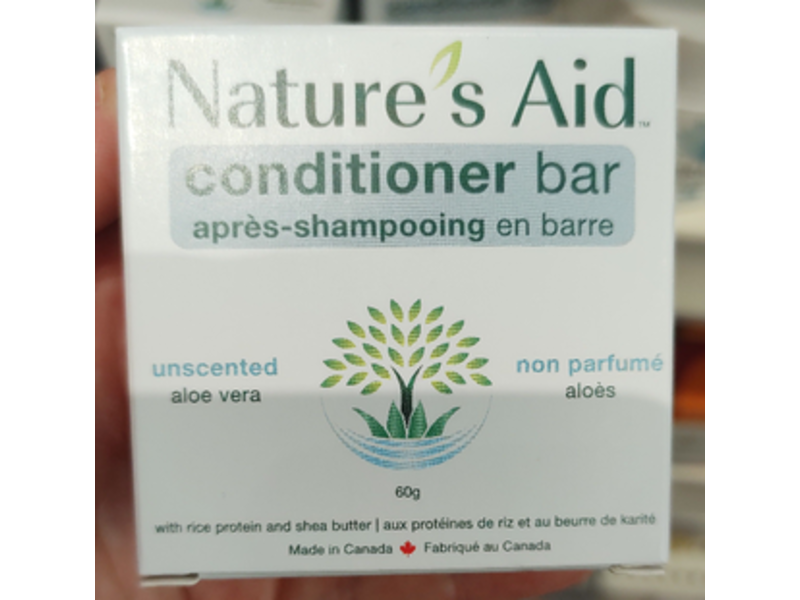 Nature's Aid™
conditioner bar
après-shampooing en barre
unscented
aloe vera
non parfumé
aloès
60g
with rice protein and shea butter | aux protéines de riz et au beurre de karité
Made in Canada Fabriqué au Canada